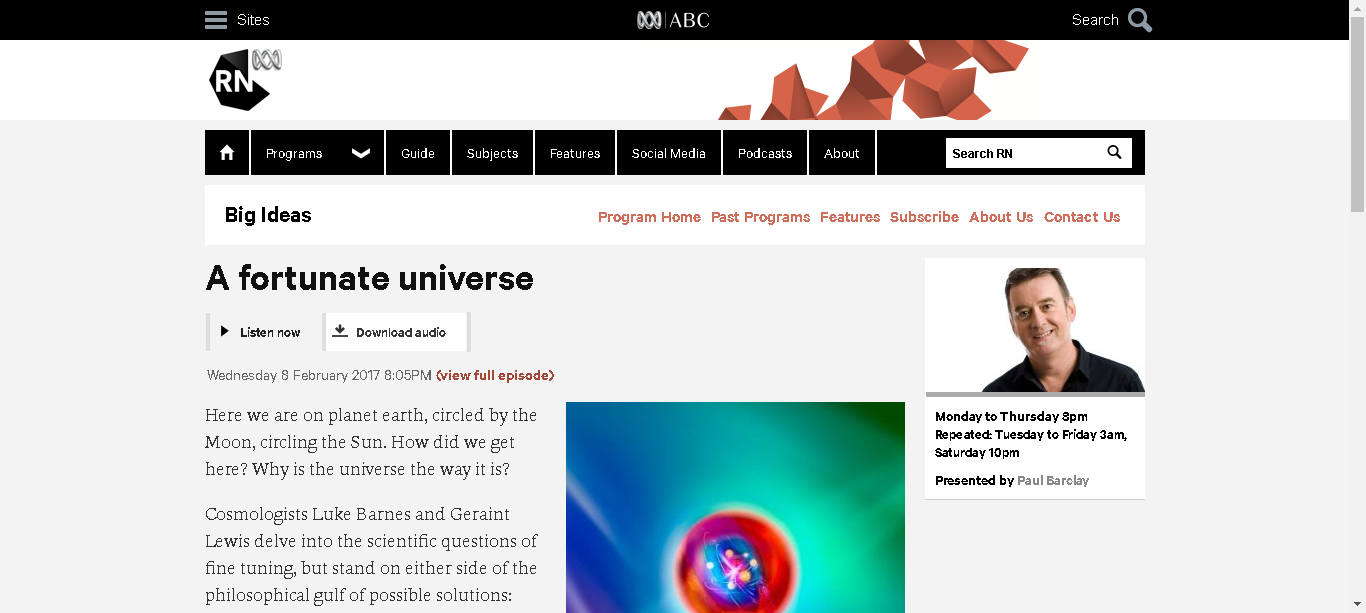 Sites
ABC
Search
RN
Programs
Guide
Subjects
Features
Social Media
Podcasts
About
Search RN
Big Ideas
Program Home
Past Programs
Features
Subscribe
About Us
Contact Us
A fortunate universe
Listen now
Download audio
Wednesday 8 February 2017 8:05PM (view full episode)
Here we are on planet earth, circled by the
Moon, circling the Sun. How did we get
here? Why is the universe the way it is?
Cosmologists Luke Barnes and Geraint
Lewis delve into the scientific questions of
fine tuning, but stand on either side of the
philosophical gulf of possible solutions:
Monday to Thursday 8pm
Repeated: Tuesday to Friday 3am,
Saturday 10pm
Presented by Paul Barclay